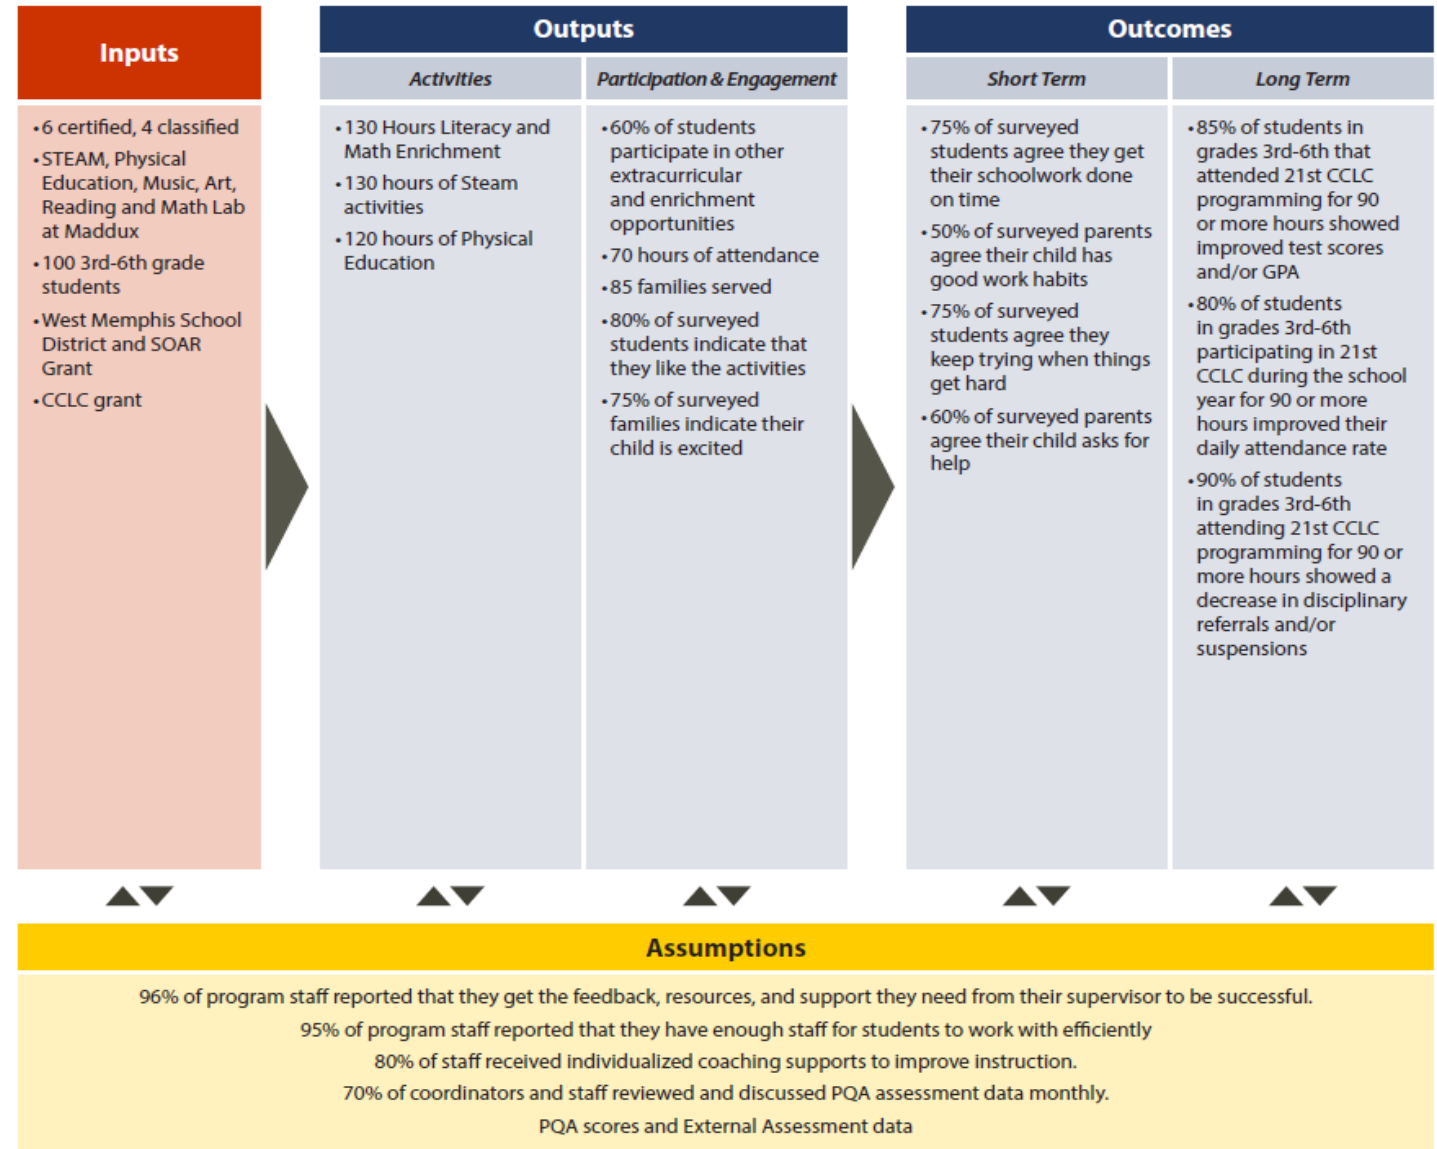 Inputs
•6 certified, 4 classified
•STEAM, Physical
Education, Music, Art,
Reading and Math Lab
at Maddux
•100 3rd-6th grade
students
•West Memphis School
District and SOAR
Grant
•CCLC grant
Outputs
Activities
•130 Hours Literacy and
Math Enrichment
•130 hours of Steam
activities
•120 hours of Physical
Education
Participation & Engagement
•60% of students
participate in other
extracurricular
and enrichment
opportunities
•70 hours of attendance
•85 families served
•80% of surveyed
students indicate that
they like the activities
•75% of surveyed
families indicate their
child is excited
Outcomes
Short Term
•75% of surveyed
students agree they get
their schoolwork done
on time
•50% of surveyed parents
agree their child has
good work habits
•75% of surveyed
students agree they
keep trying when things
get hard
•60% of surveyed parents
agree their child asks for
help
Long Term
•85% of students in
grades 3rd-6th that
attended 21st CCLC
programming for 90
or more hours showed
improved test scores
and/or GPA
•80% of students
in grades 3rd-6th
participating in 21st
CCLC during the school
year for 90 or more
hours improved their
daily attendance rate
•90% of students
in grades 3rd-6th
attending 21st CCLC
programming for 90 or
more hours showed a
decrease in disciplinary
referrals and/or
suspensions
Assumptions
96% of program staff reported that they get the feedback, resources, and support they need from their supervisor to be successful.
95% of program staff reported that they have enough staff for students to work with efficiently
80% of staff received individualized coaching supports to improve instruction.
70% of coordinators and staff reviewed and discussed PQA assessment data monthly.
PQA scores and External Assessment data